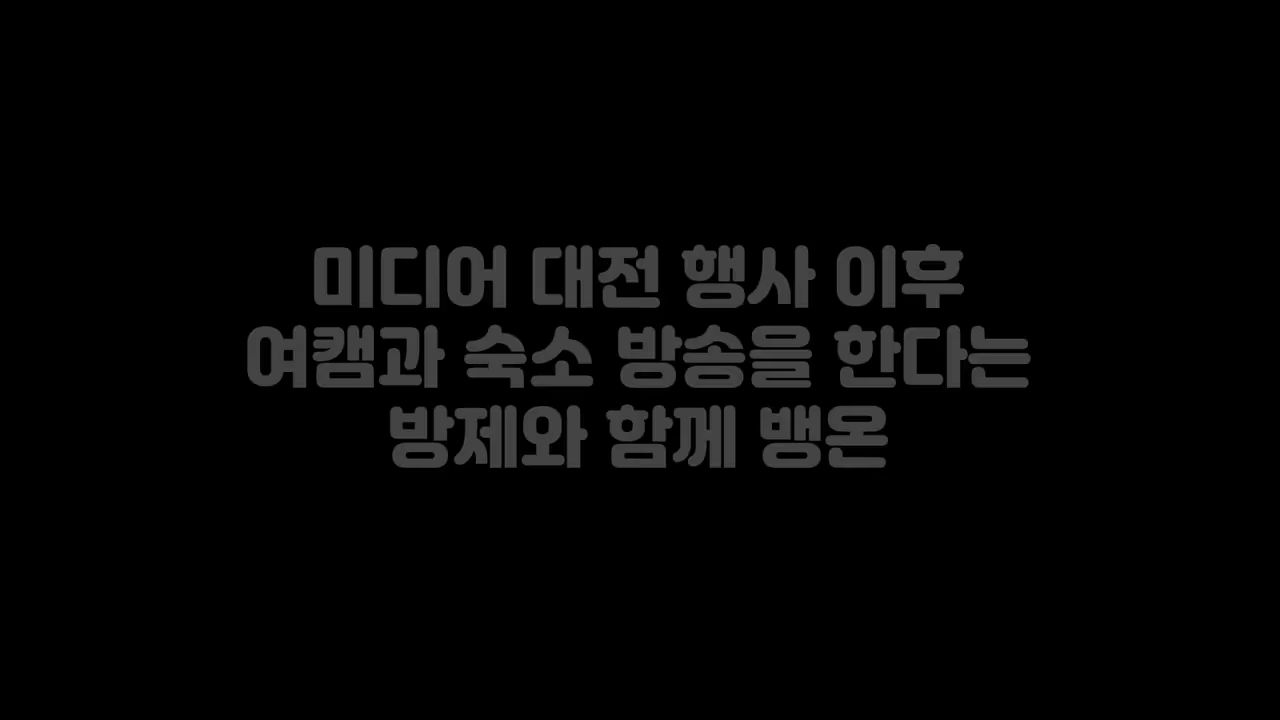 미디어 대전 행사 이후
여캠과 숙소 방송을 한다는
방제와 함께 뱅온